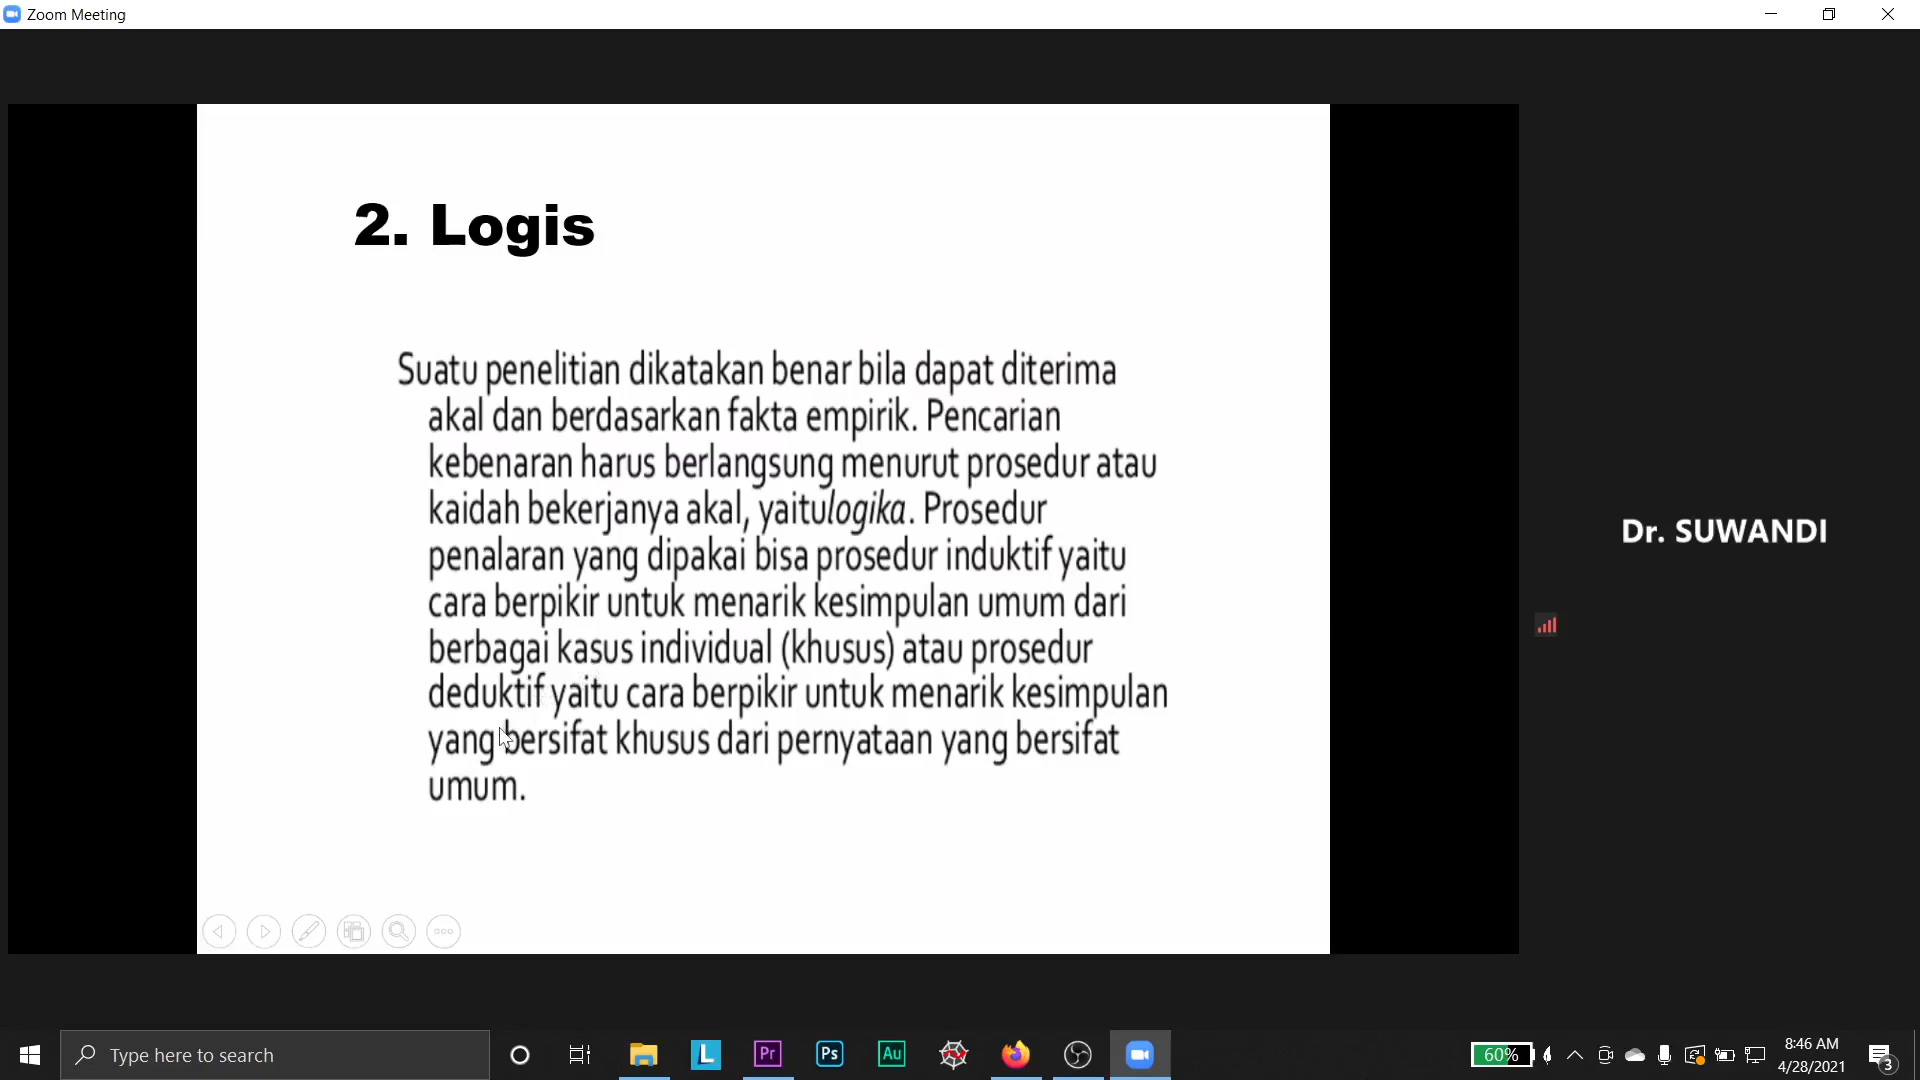 Zoom Meeting
2. Logis
Suatu penelitian dikatakan benar bila dapat diterima
akal dan berdasarkan fakta empirik. Pencarian
kebenaran harus berlangsung menurut prosedur atau
kaidah bekerjanya akal, yaitulogika. Prosedur
penalaran yang dipakai bisa prosedur induktif yaitu
cara berpikir untuk menarik kesimpulan umum dari
berbagai kasus individual (khusus) atau prosedur
deduktif yaitu cara berpikir untuk menarik kesimpulan
yang bersifat khusus dari pernyataan yang bersifat
umum.
Dr. SUWANDI
Type here to search
L
Pr
Ps
Au
60%
8:46 AM
4/28/2021
3